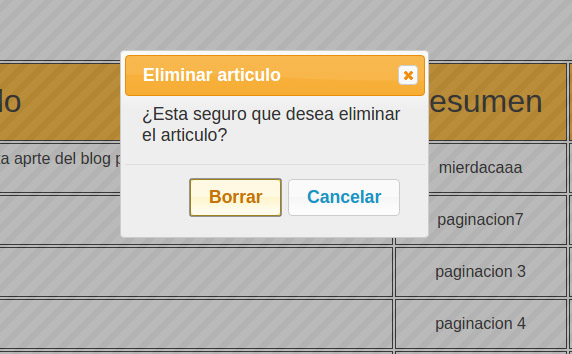 Eliminar articulo
¿Esta seguro que desea eliminar
el articulo?
Borrar
Cancelar
lo
esumen
ta aprte del blog p
mierdacaaa
paginacion7
paginacion 3
paginacion 4